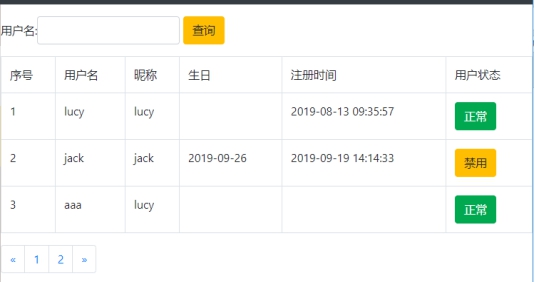 用户名: 查询
序号 用户名 昵称 生日 注册时间 用户状态
1 lucy lucy 2019-08-13 09:35:57 正常
2 jack jack 2019-09-26 2019-09-19 14:14:33 禁用
3 aaa lucy 正常
« 1 2 »